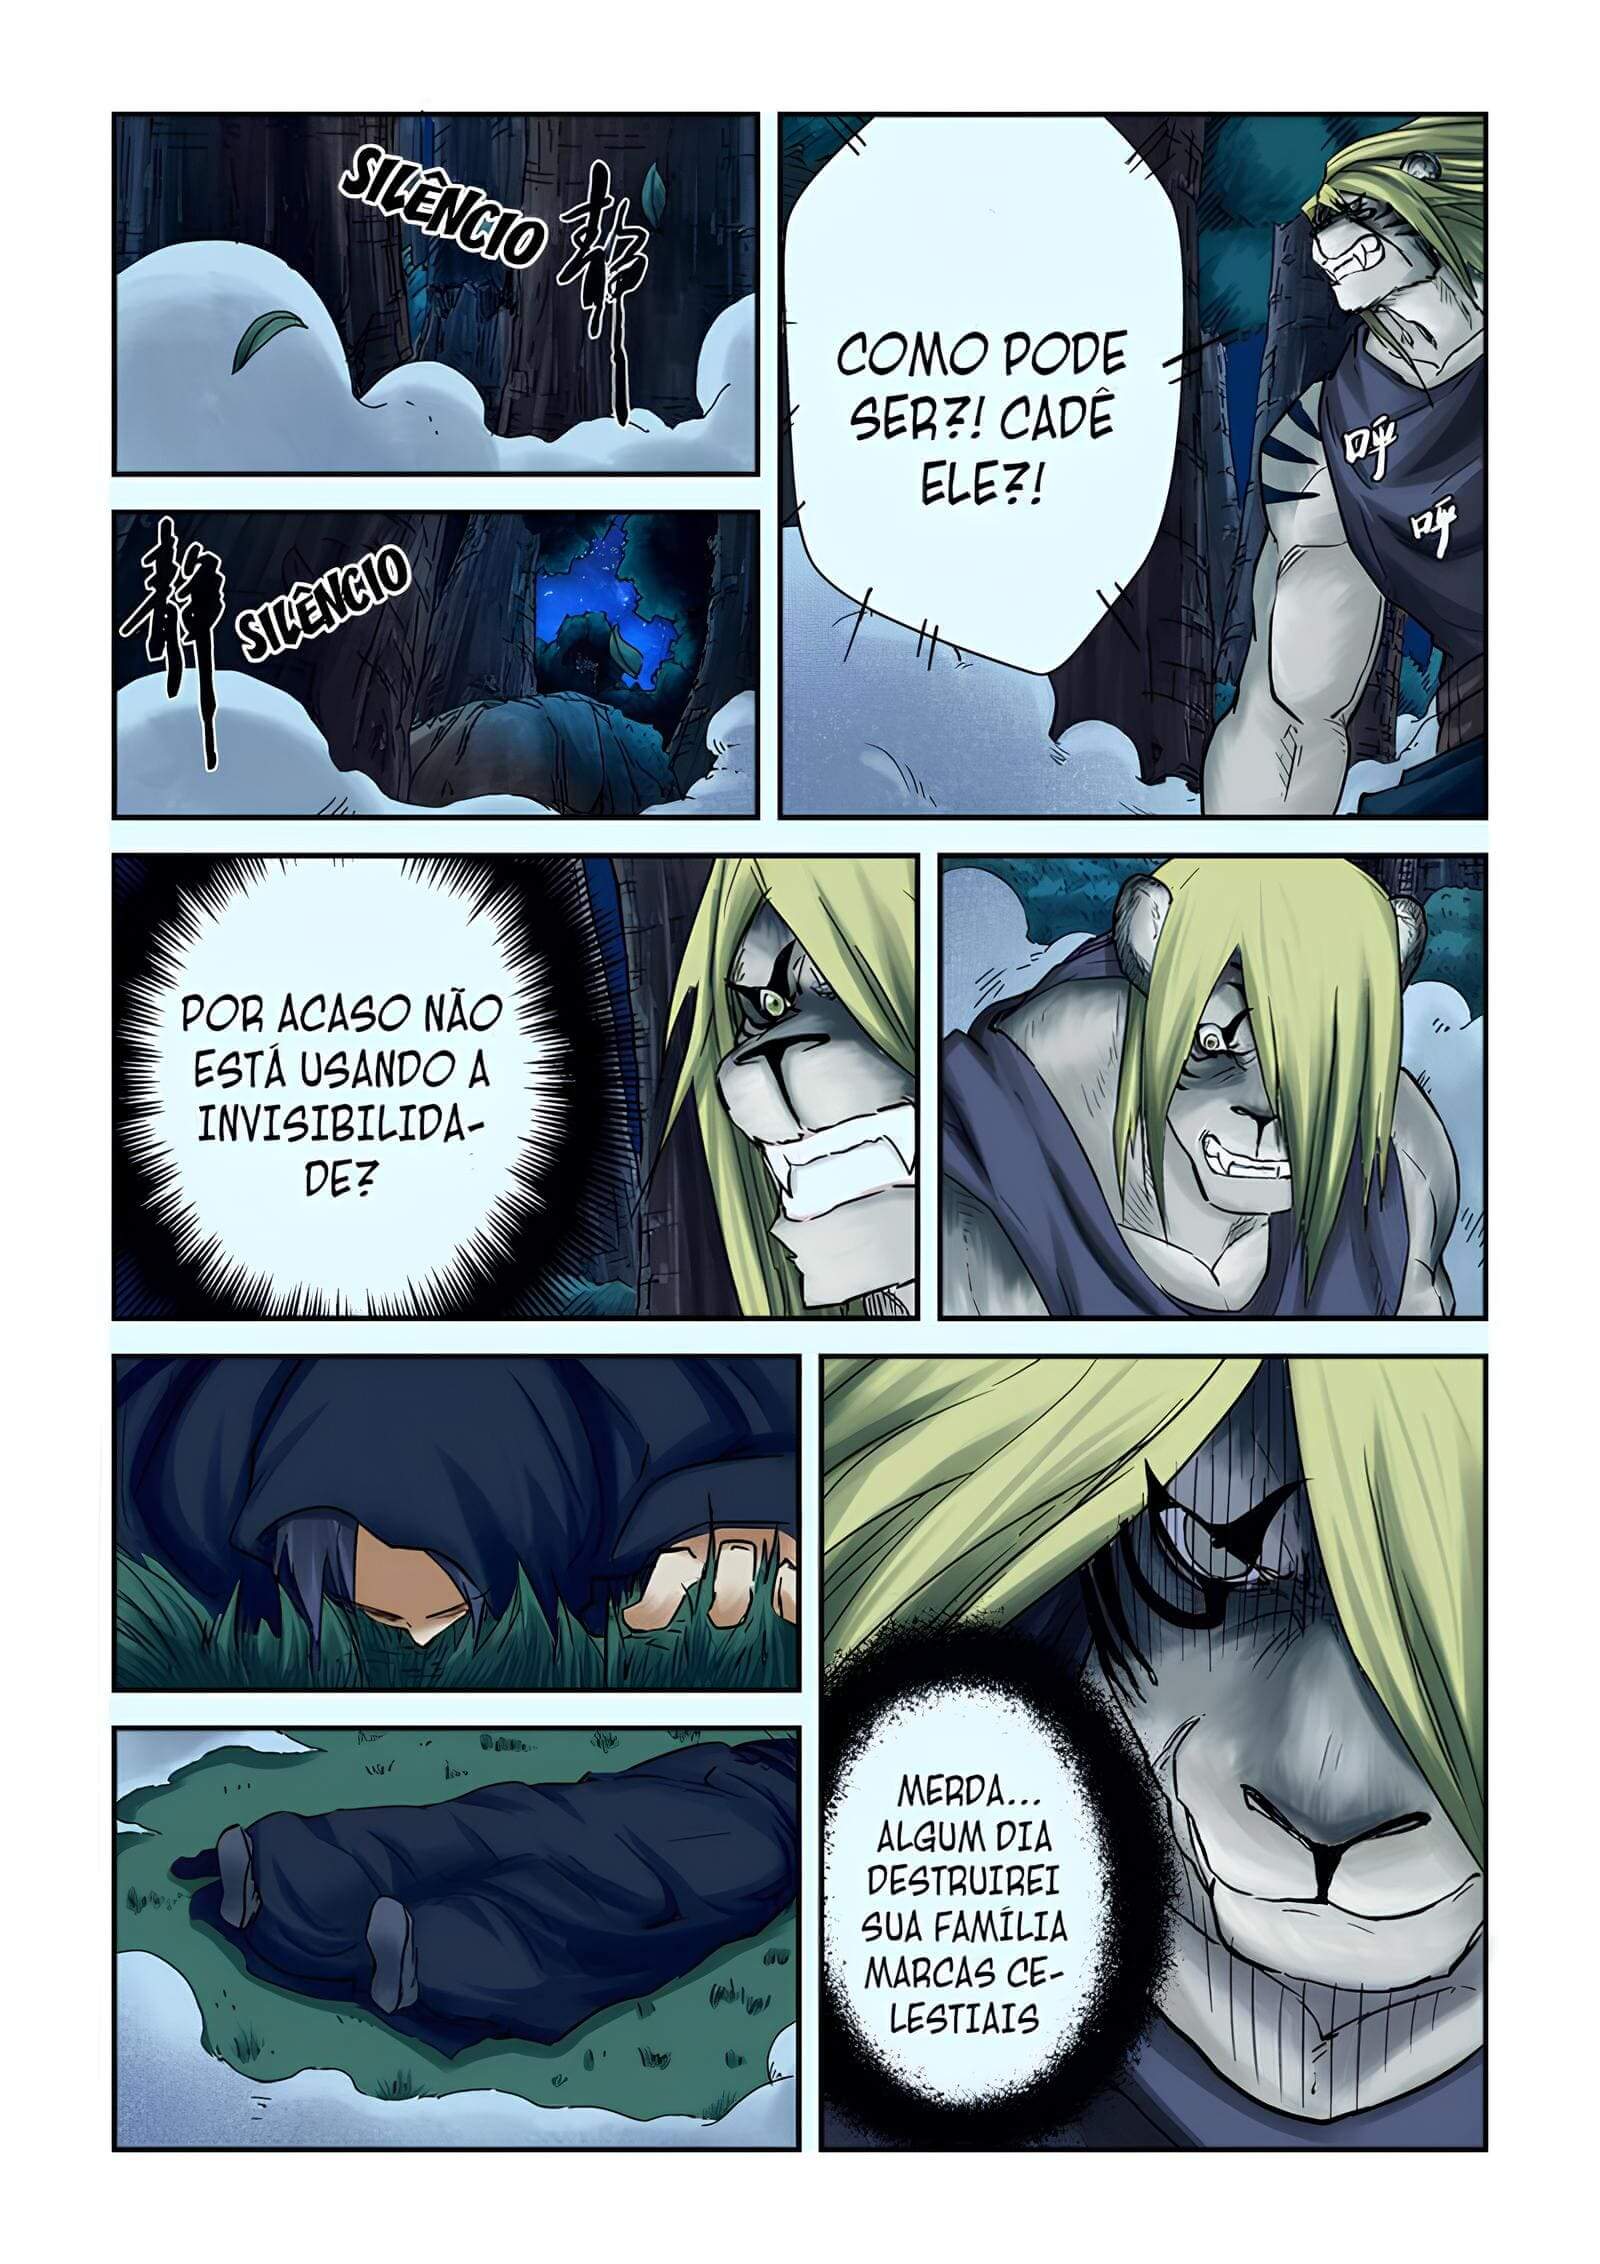 SILÊNCIO
静
COMO PODE
SER?! CADÊ
ELE?!
呼
呼
静
SILÊNCIO
POR ACASO NÃO
ESTÁ USANDO A
INVISIBILIDA-
DE?
MERDA...
ALGUM DIA
DESTRUIREI
SUA FAMÍLIA
MARCAS CE-
LESTIAIS